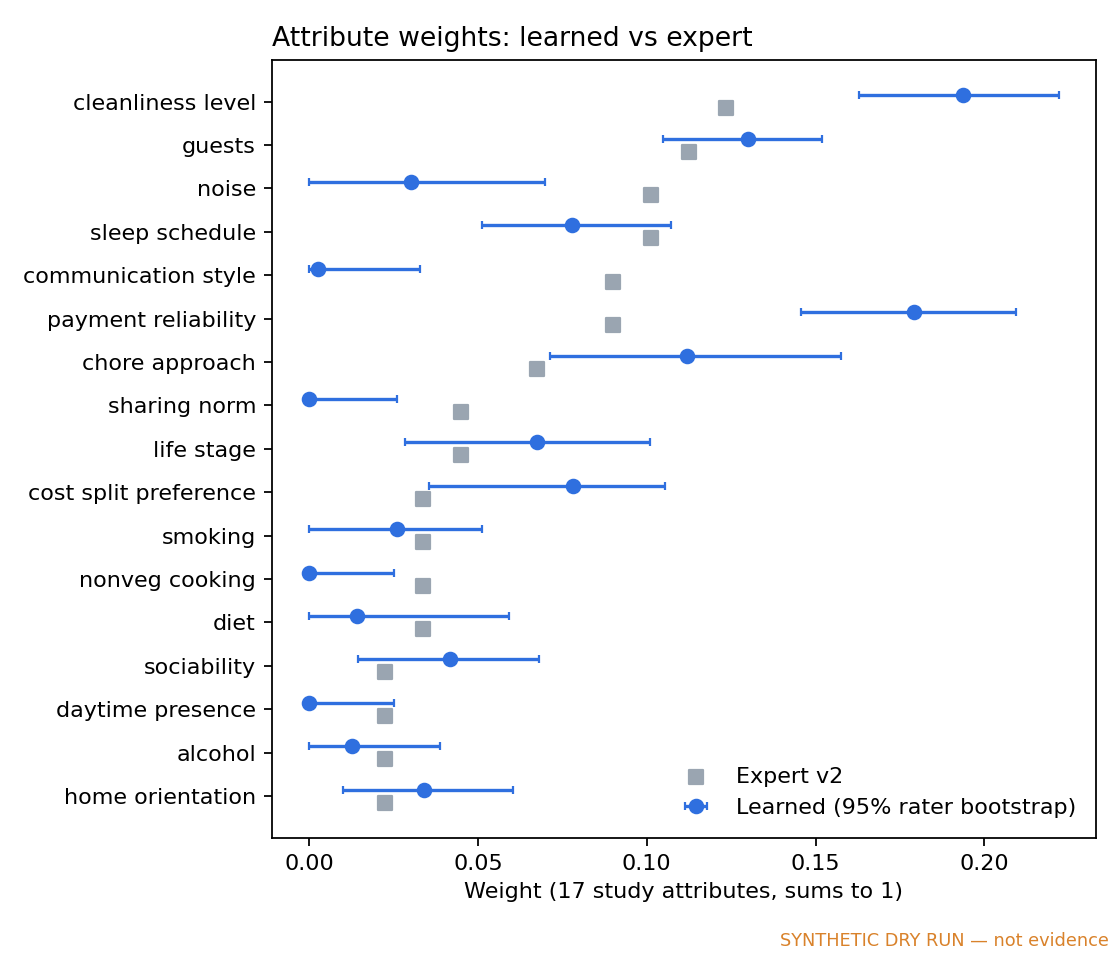 Attribute weights: learned vs expert
cleanliness level
guests
noise
sleep schedule
communication style
payment reliability
chore approach
sharing norm
life stage
cost split preference
smoking
nonveg cooking
diet
sociability
daytime presence
alcohol
home orientation
Expert v2
Learned (95% rater bootstrap)
0.00 0.05 0.10 0.15 0.20
Weight (17 study attributes, sums to 1)
SYNTHETIC DRY RUN — not evidence